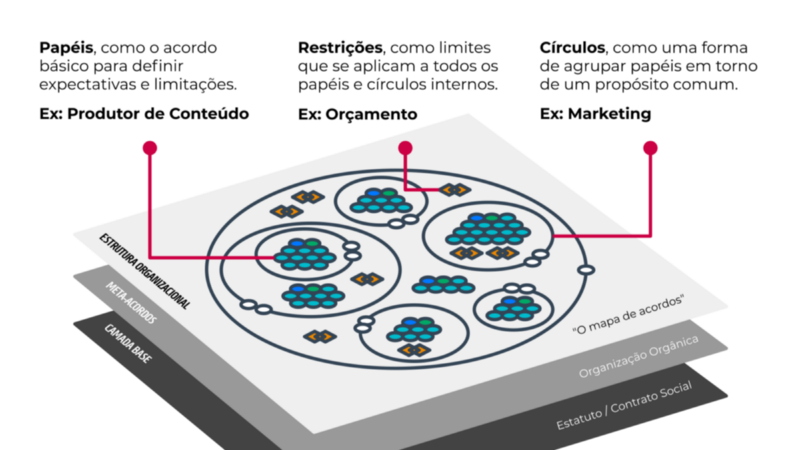 Papéis, como o acordo
básico para definir
expectativas e limitações.
Ex: Produtor de Conteúdo
Restrições, como limites
que se aplicam a todos os
papéis e círculos internos.
Ex: Orçamento
Círculos, como uma forma
de agrupar papéis em torno
de um propósito comum.
Ex: Marketing
ESTRUTURA ORGANIZACIONAL
META-ACORDOS
CAMADA BASE
"O mapa de acordos"
Organização Orgânica
Estatuto / Contrato Social